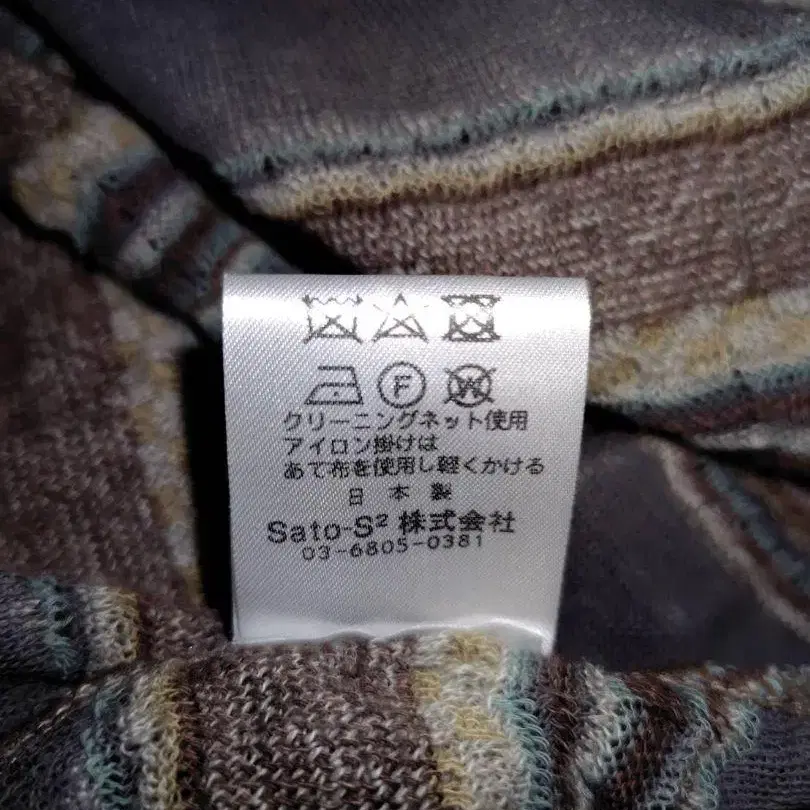 F W
クリーニングネット使用
アイロン掛けは
あて布を使用し軽くかける
日本製
Sato-S² 株式会社
03-6805-0381